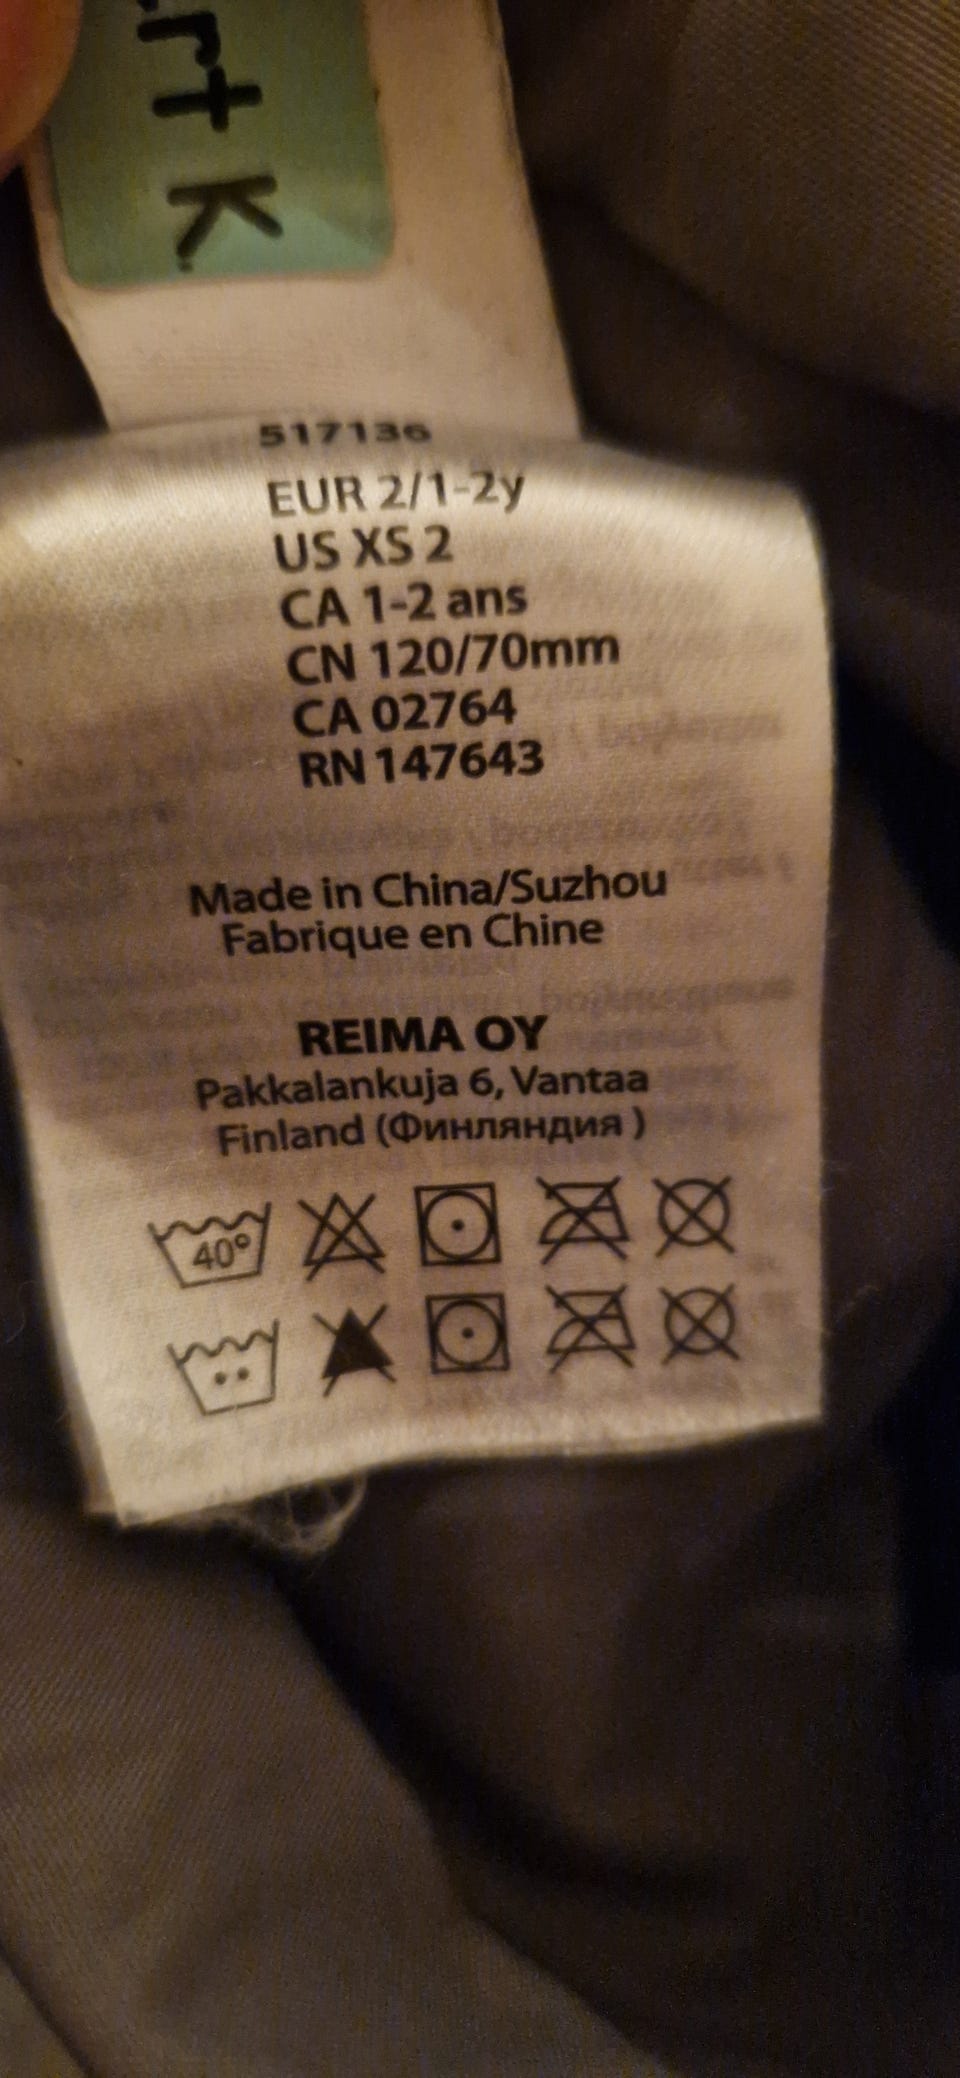 rt K
517136
EUR 2/1-2y
US XS 2
CA 1-2 ans
CN 120/70mm
CA 02764
RN 147643
Made in China/Suzhou
Fabrique en Chine
REIMA OY
Pakkalankuja 6, Vantaa
Finland (Финляндия )
40°